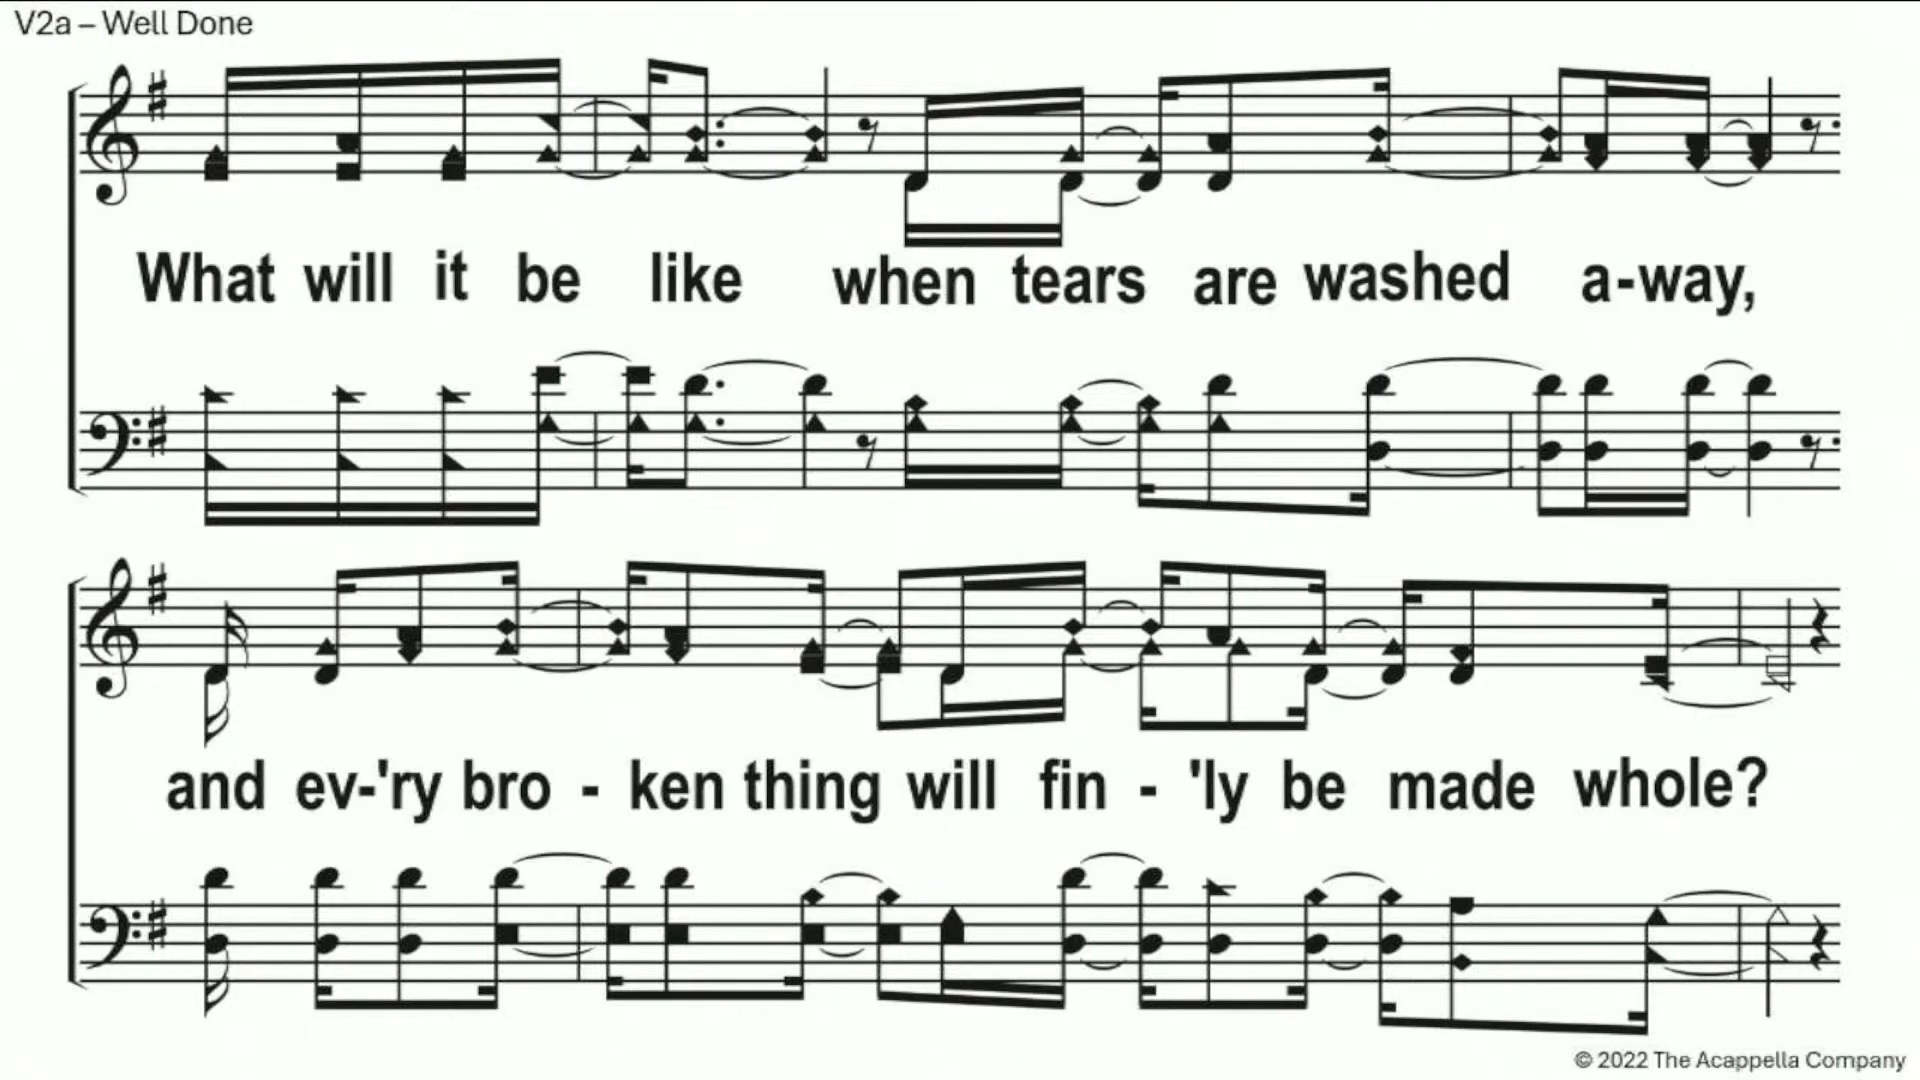 V2a – Well Done
What will it be like when tears are washed a-way,
and ev-'ry bro - ken thing will fin - 'ly be made whole?
© 2022 The Acappella Company